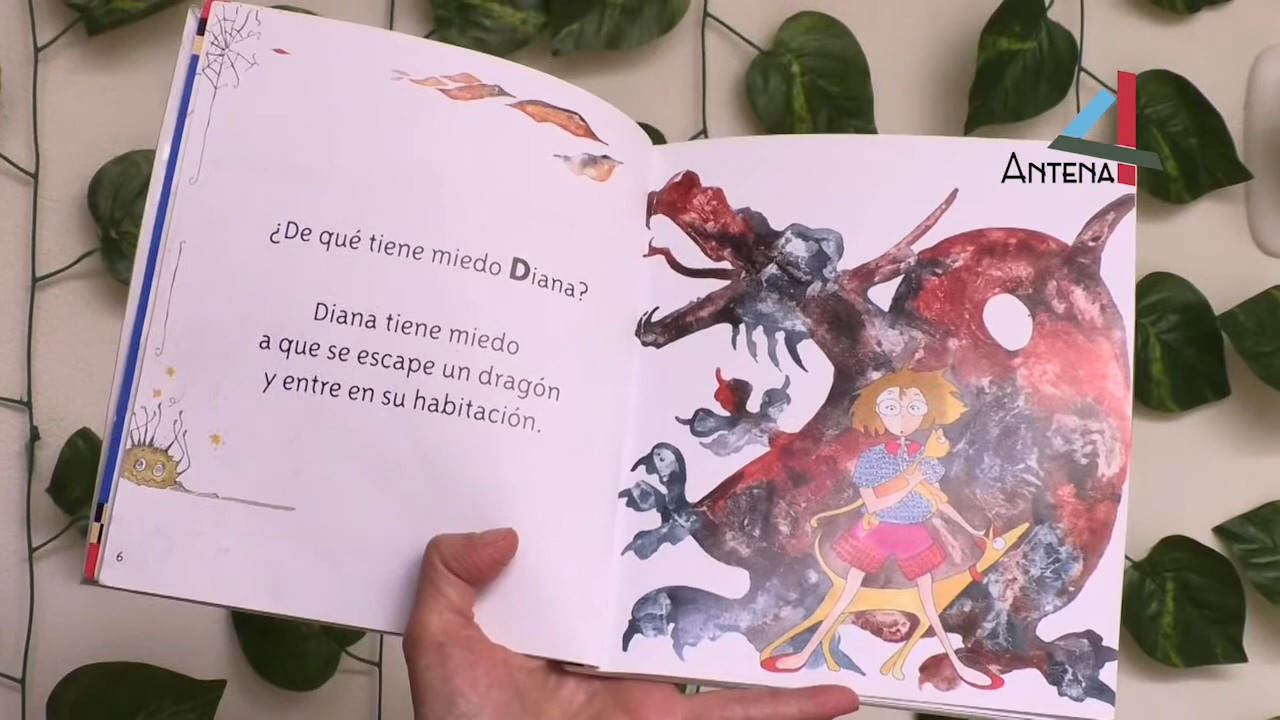 ¿De qué tiene miedo Diana?
Diana tiene miedo
a que se escape un dragón
y entre en su habitación.
6
ANTENA